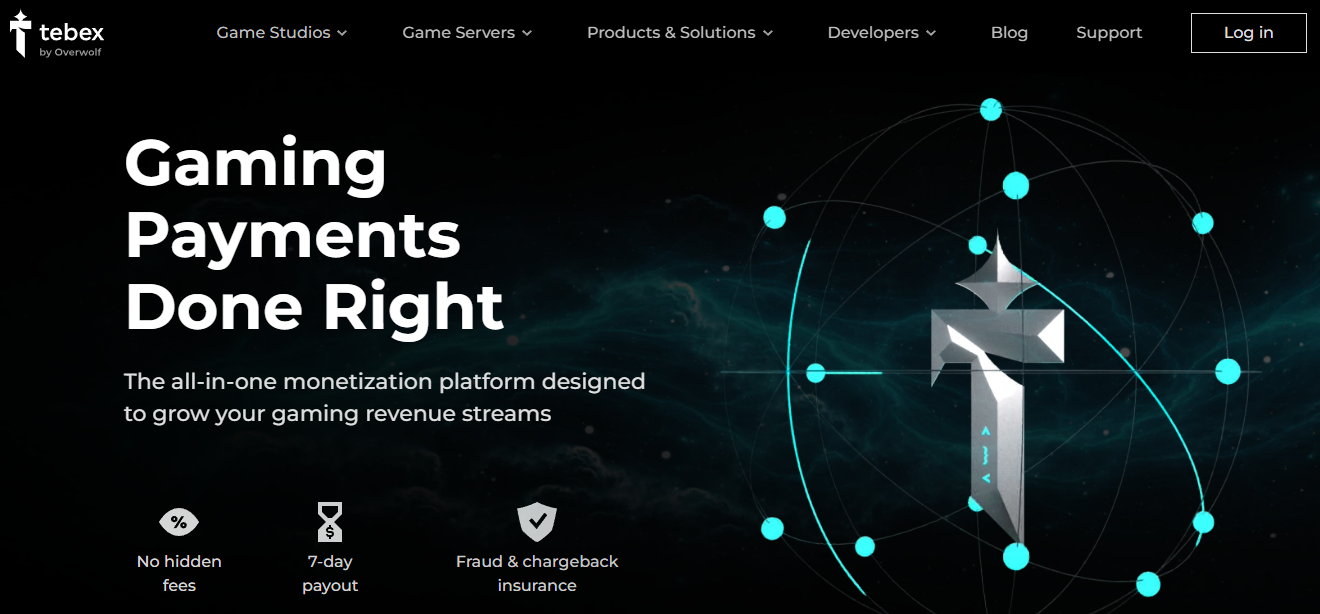 tebex
by Overwolf
Game Studios
Game Servers
Products & Solutions
Developers
Blog
Support
Log in
Gaming
Payments
Done Right
The all-in-one monetization platform designed
to grow your gaming revenue streams
%
No hidden
fees
$
7-day
payout
Fraud & chargeback
insurance